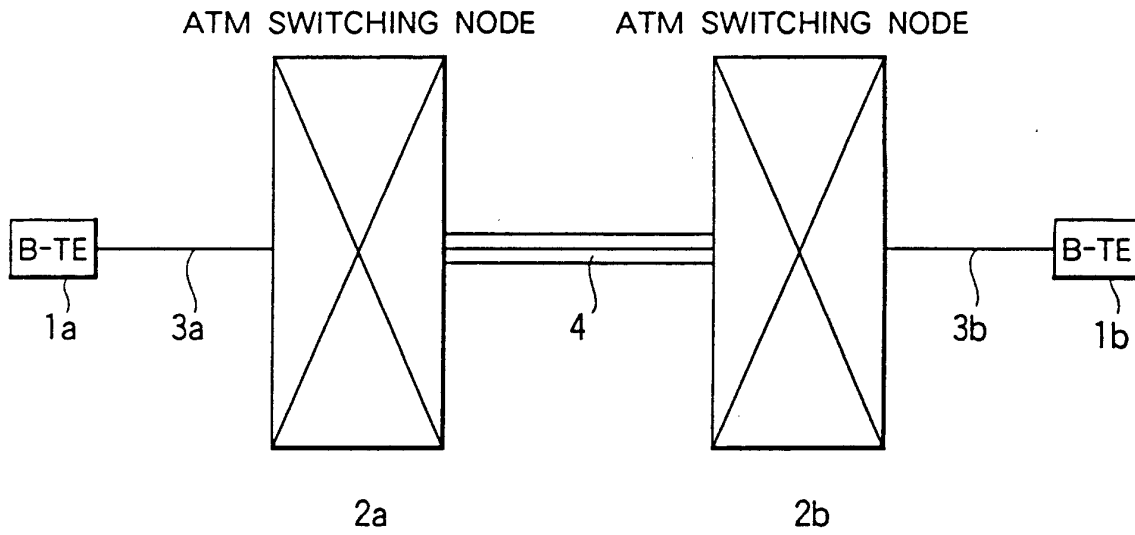 ATM SWITCHING NODE
ATM SWITCHING NODE
B-TE
B-TE
1a
3a
4
3b
1b
2a
2b